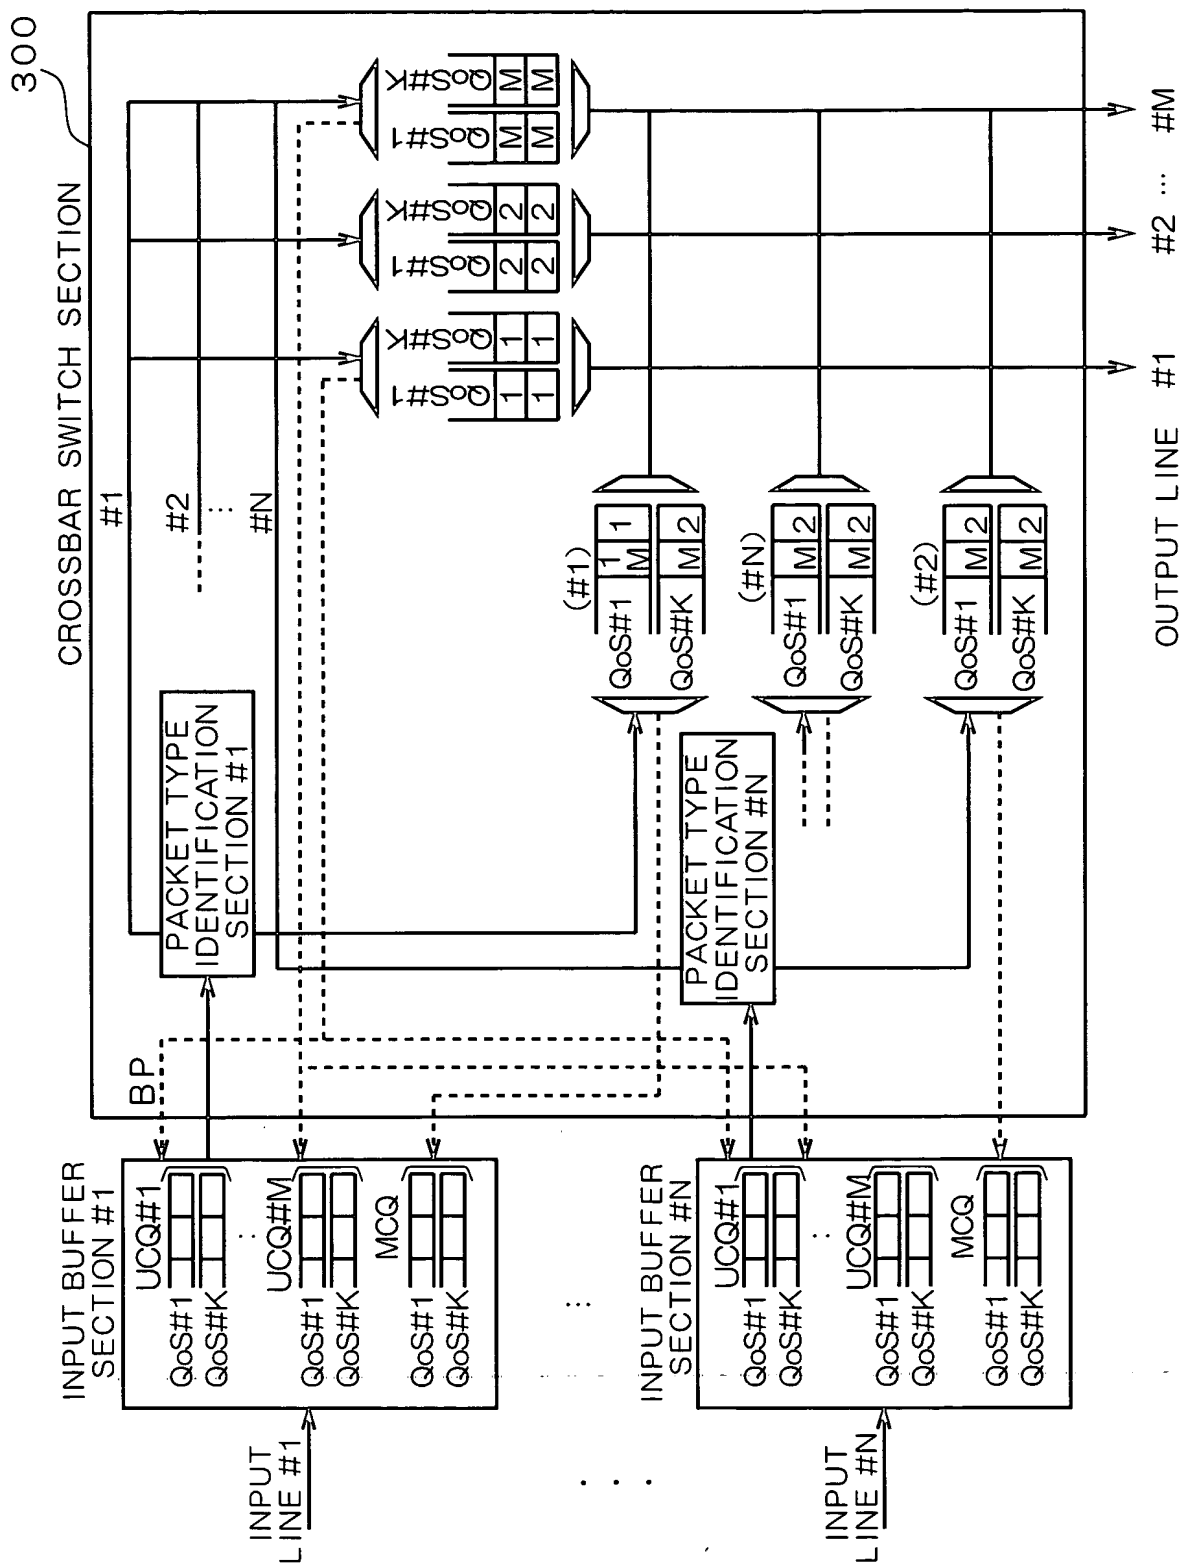 300
CROSSBAR SWITCH SECTION
#1
#2
...
#N
PACKET TYPE
IDENTIFICATION
SECTION #1
QoS#1
QoS#K
1 1
1 1
QoS#1
QoS#K
2 2
2 2
QoS#1
QoS#K
M M
M M
(#1)
QoS#1
1 M 1
QoS#K
M 2
(#N)
QoS#1
M 2
QoS#K
M 2
(#2)
QoS#1
M 2
QoS#K
M 2
PACKET TYPE
IDENTIFICATION
SECTION #N
BP
INPUT BUFFER
SECTION #1
UCQ#1
QoS#1
QoS#K
..
UCQ#M
QoS#1
QoS#K
MCQ
QoS#1
QoS#K
...
INPUT BUFFER
SECTION #N
UCQ#1
QoS#1
QoS#K
..
UCQ#M
QoS#1
QoS#K
MCQ
QoS#1
QoS#K
INPUT
LINE #1
. . .
INPUT
LINE #N
OUTPUT LINE #1 #2 ... #M